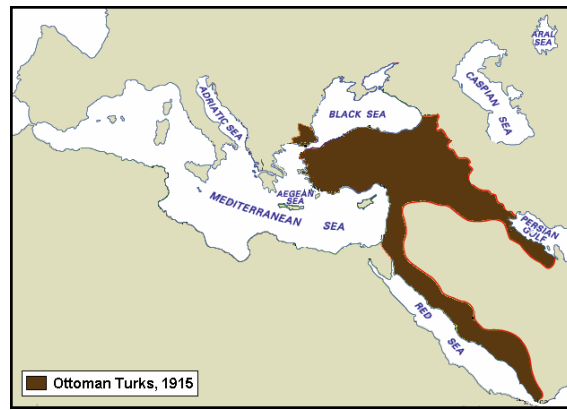 ARAL
SEA
CASPIAN
SEA
BLACK SEA
ADRIATIC SEA
AEGEAN
SEA
MEDITERRANEAN SEA
PERSIAN
GULF
RED
SEA
Ottoman Turks, 1915